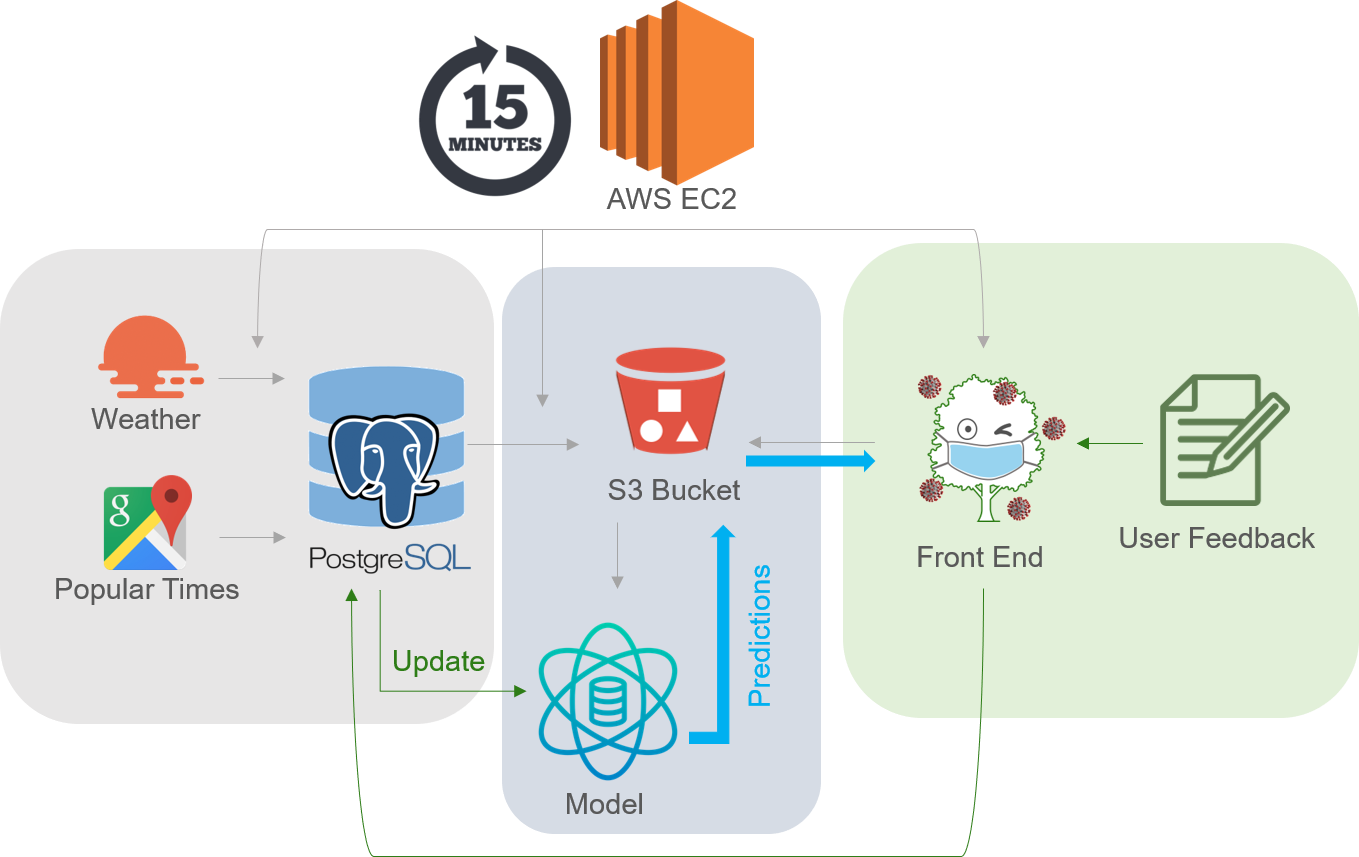 15
MINUTES
AWS EC2
Weather
g
Popular Times
PostgreSQL
Update
S3 Bucket
Predictions
Model
Front End
User Feedback